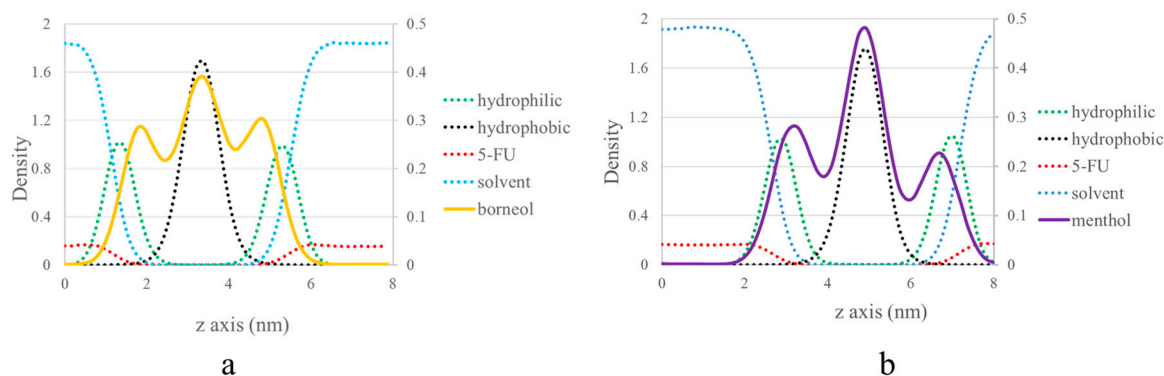 a
2
1.6
1.2
0.8
0.4
0
0.5
0.4
0.3
0.2
0.1
0
0 2 4 6 8
Density
z axis (nm)
hydrophilic
hydrophobic
5-FU
solvent
borneol
a
b
2
1.6
1.2
0.8
0.4
0
0.5
0.4
0.3
0.2
0.1
0
0 2 4 6 8
Density
z axis (nm)
hydrophilic
hydrophobic
5-FU
solvent
menthol
b